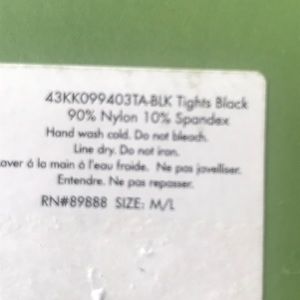 43KK099403TA-BLK Tights Black
90% Nylon 10% Spandex
Hand wash cold. Do not bleach.
Line dry. Do not iron.
aver à la main à l'eau froide. Ne pas javelliser.
Entendre. Ne pas repasser.
RN#89888 SIZE: M/L